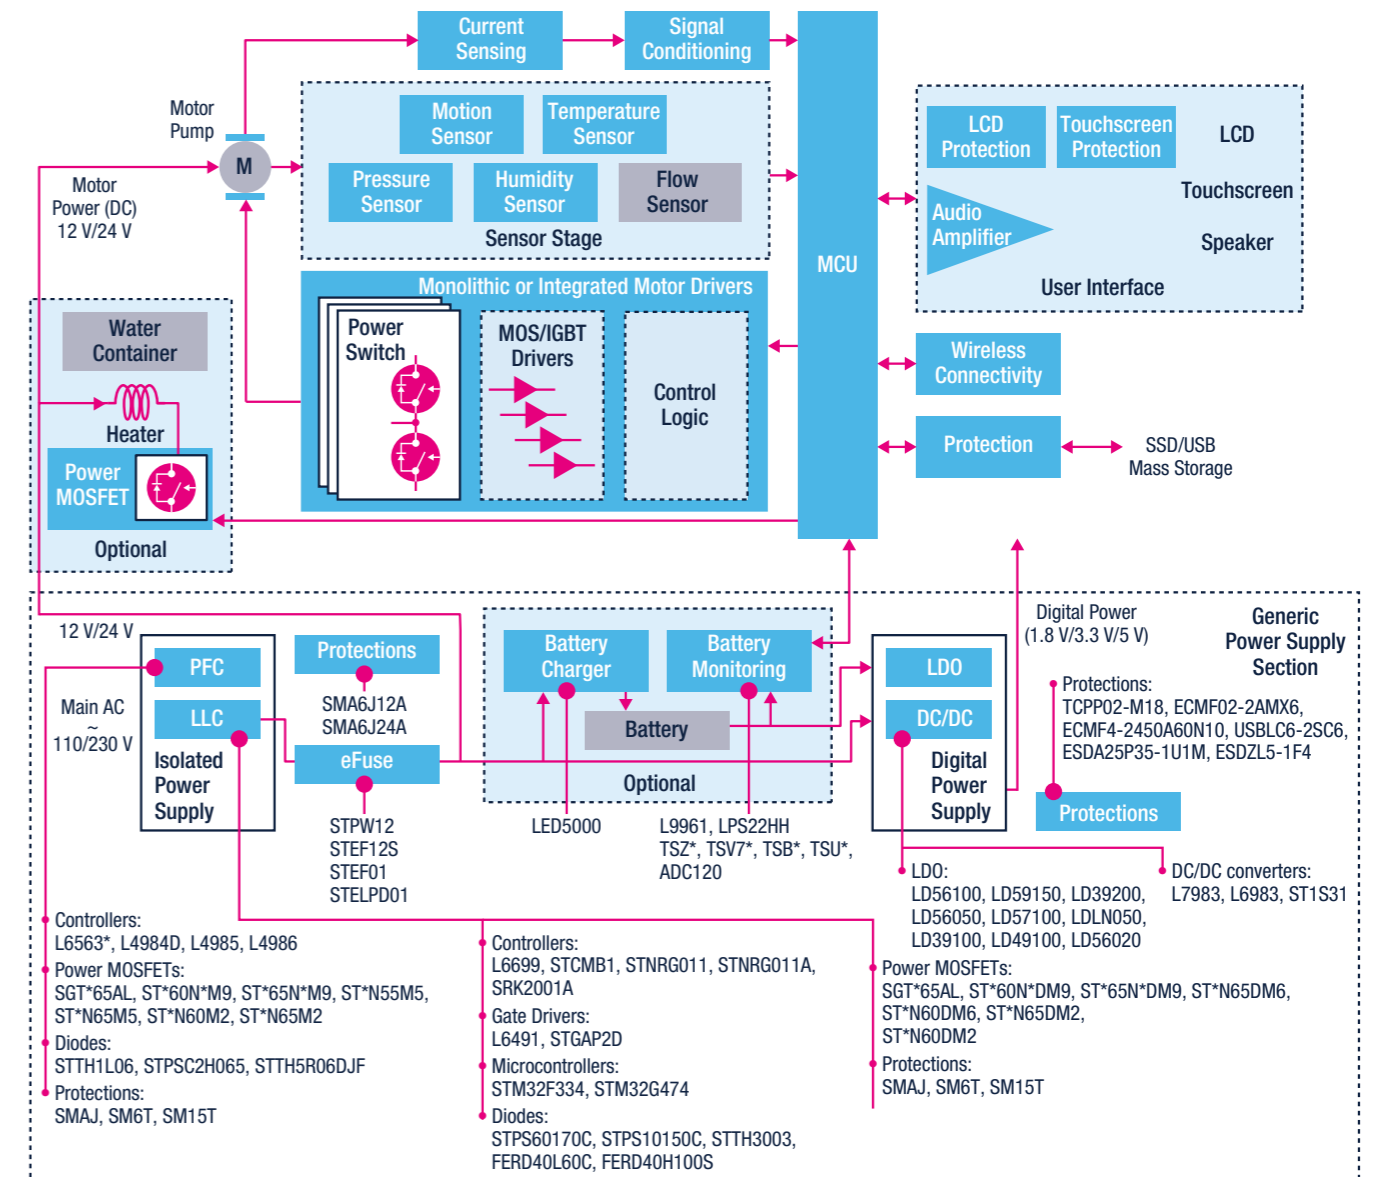 Current
Sensing
Signal
Conditioning
Motor
Pump
M
Motor
Power (DC)
12 V/24 V
Motion
Sensor
Temperature
Sensor
Pressure
Sensor
Humidity
Sensor
Flow
Sensor
Sensor Stage
MCU
LCD
Protection
Touchscreen
Protection
LCD
Touchscreen
Speaker
Audio
Amplifier
User Interface
Monolithic or Integrated Motor Drivers
Power
Switch
MOS/IGBT
Drivers
Control
Logic
Water
Container
Heater
Power
MOSFET
Optional
Wireless
Connectivity
Protection
SSD/USB
Mass Storage
12 V/24 V
Main AC
~
110/230 V
PFC
LLC
Isolated
Power
Supply
Protections
SMA6J12A
SMA6J24A
eFuse
STPW12
STEF12S
STEF01
STELPD01
Battery
Charger
Battery
Monitoring
Battery
Optional
LED5000
L9961, LPS22HH
TSZ*, TSV7*, TSB*, TSU*,
ADC120
LDO
DC/DC
Digital
Power
Supply
Digital Power
(1.8 V/3.3 V/5 V)
Generic
Power Supply
Section
Protections:
TCPP02-M18, ECMF02-2AMX6,
ECMF4-2450A60N10, USBLC6-2SC6,
ESDA25P35-1U1M, ESDZL5-1F4
Protections
LDO:
LD56100, LD59150, LD39200,
LD56050, LD57100, LDLN050,
LD39100, LD49100, LD56020
DC/DC converters:
L7983, L6983, ST1S31
Controllers:
L6563*, L4984D, L4985, L4986
Power MOSFETs:
SGT*65AL, ST*60N*M9, ST*65N*M9, ST*N55M5,
ST*N65M5, ST*N60M2, ST*N65M2
Diodes:
STTH1L06, STPSC2H065, STTH5R06DJF
Protections:
SMAJ, SM6T, SM15T
Controllers:
L6699, STCMB1, STNRG011, STNRG011A,
SRK2001A
Gate Drivers:
L6491, STGAP2D
Microcontrollers:
STM32F334, STM32G474
Diodes:
STPS60170C, STPS10150C, STTH3003,
FERD40L60C, FERD40H100S
Power MOSFETs:
SGT*65AL, ST*60N*DM9, ST*65N*DM9, ST*N65DM6,
ST*N60DM6, ST*N65DM2,
ST*N60DM2
Protections:
SMAJ, SM6T, SM15T